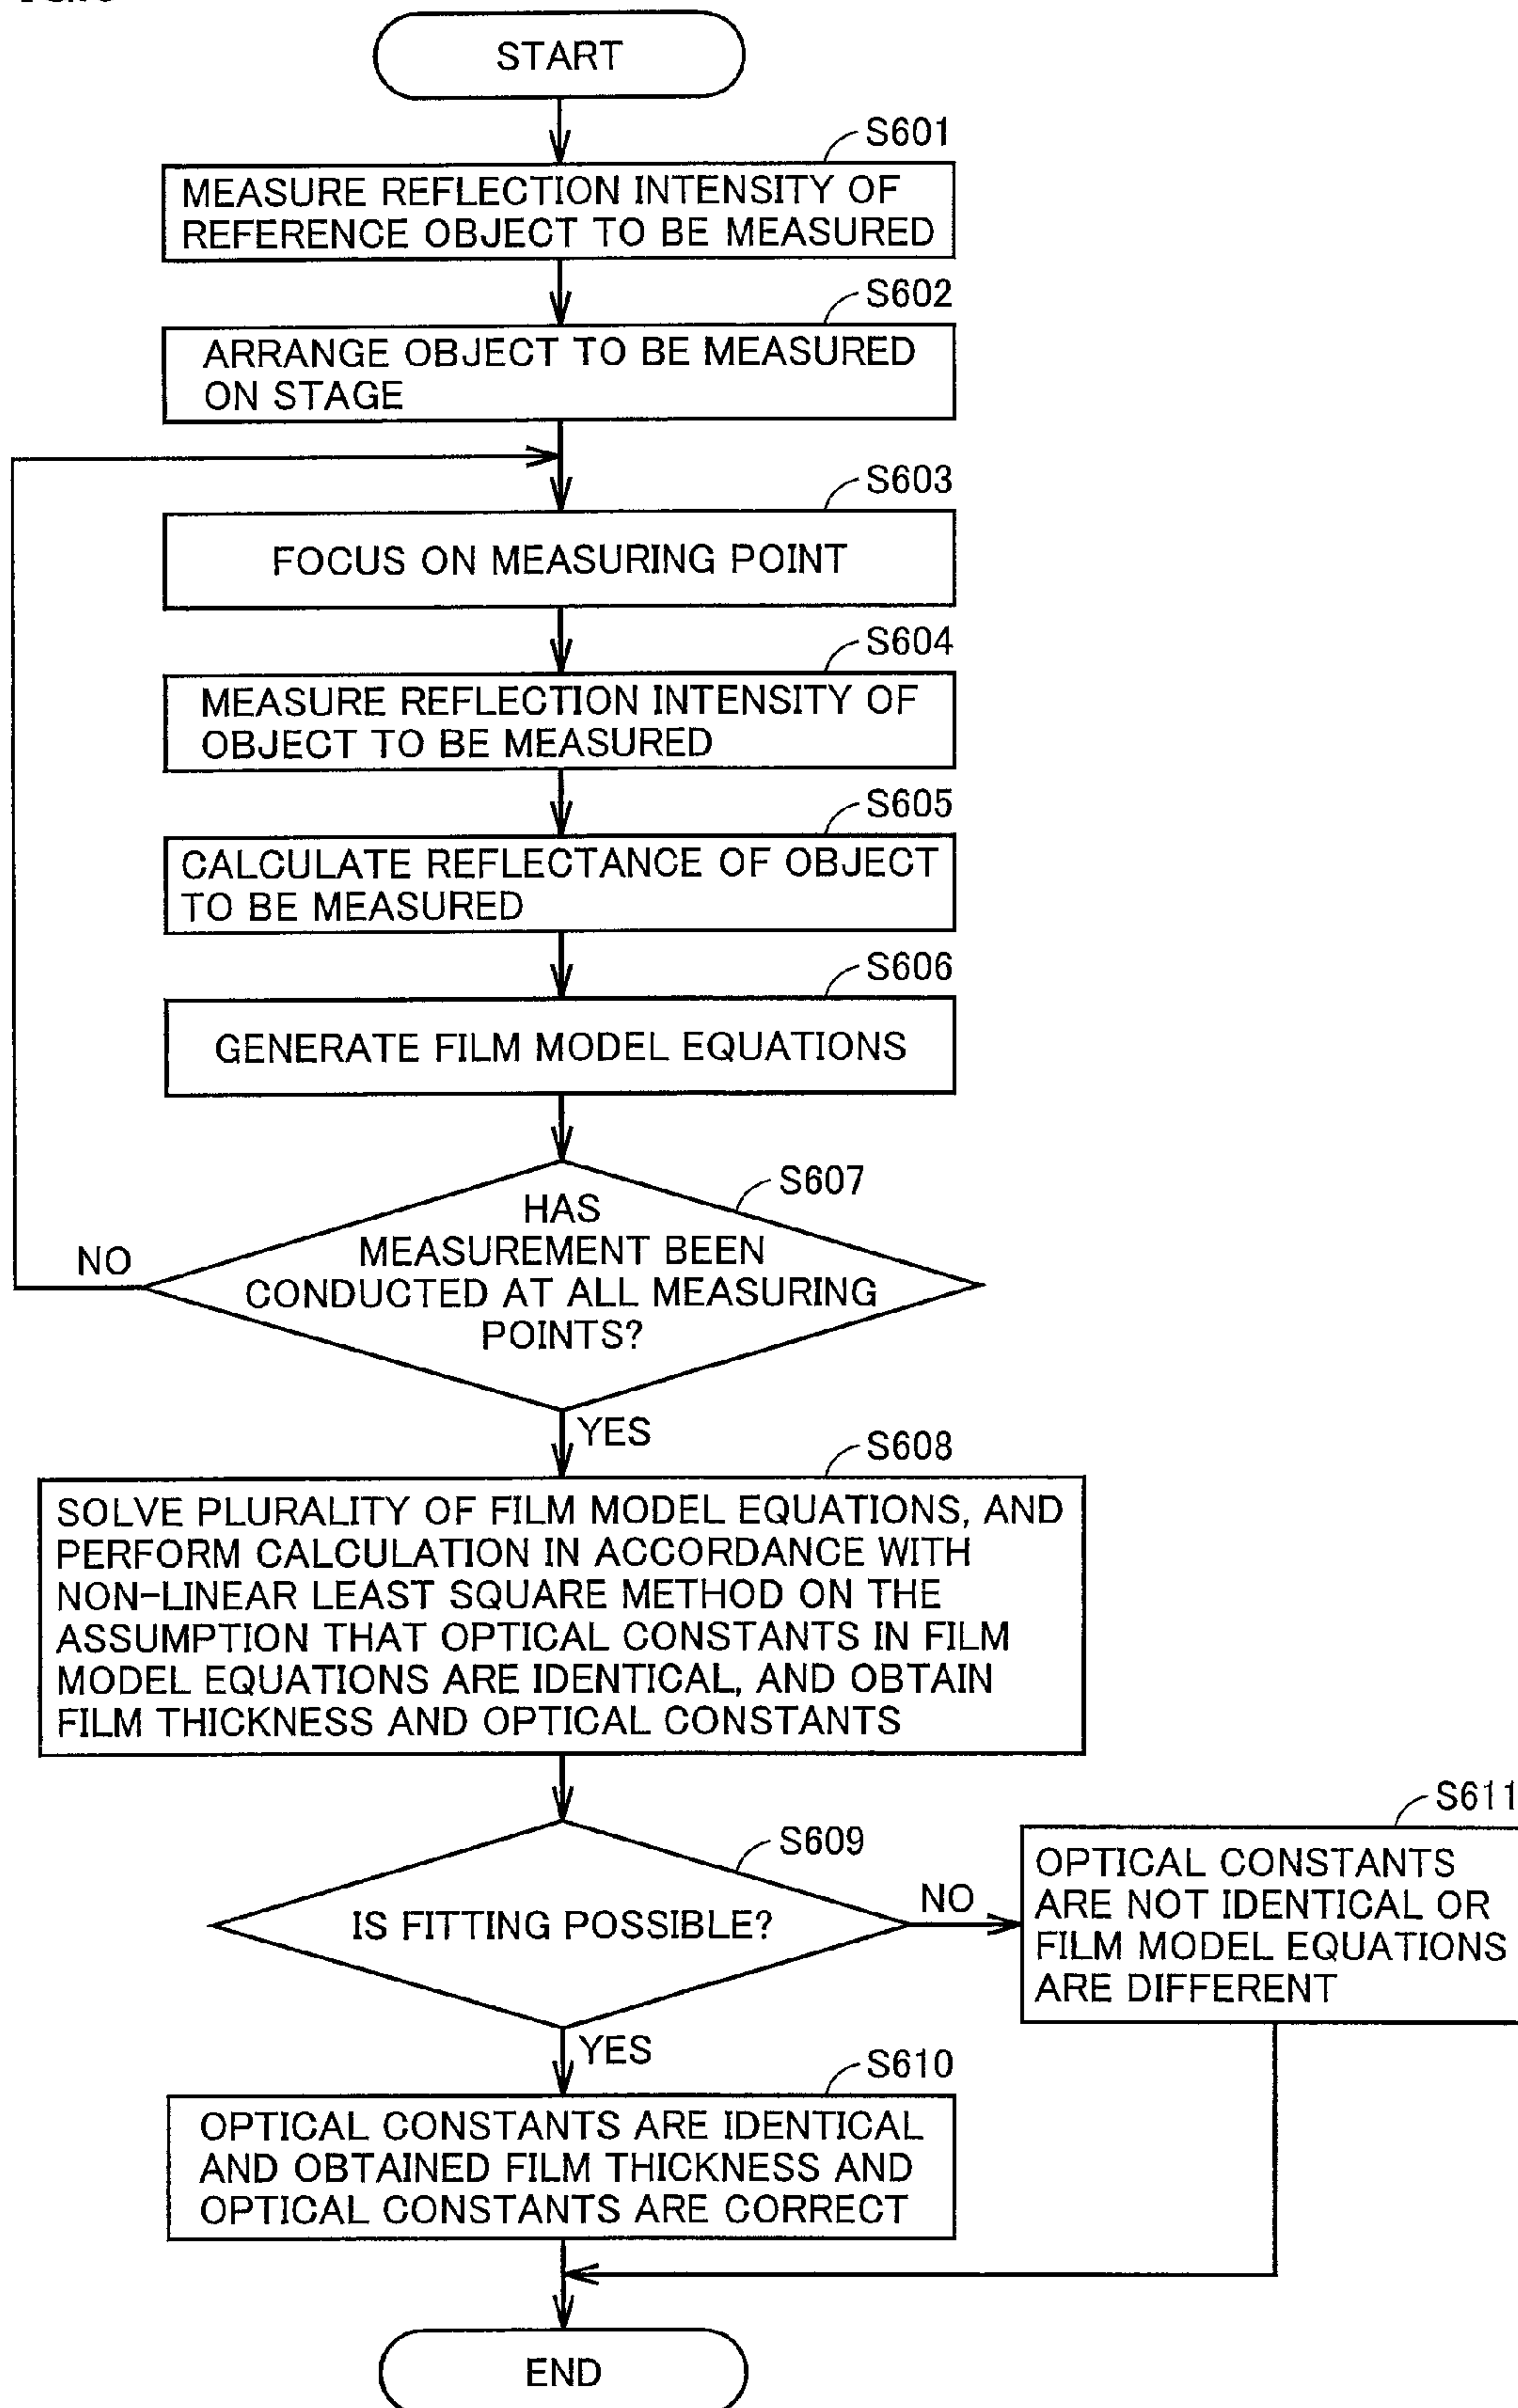 START
S601
MEASURE REFLECTION INTENSITY OF
REFERENCE OBJECT TO BE MEASURED
S602
ARRANGE OBJECT TO BE MEASURED
ON STAGE
S603
FOCUS ON MEASURING POINT
S604
MEASURE REFLECTION INTENSITY OF
OBJECT TO BE MEASURED
S605
CALCULATE REFLECTANCE OF OBJECT
TO BE MEASURED
S606
GENERATE FILM MODEL EQUATIONS
S607
HAS
MEASUREMENT BEEN
CONDUCTED AT ALL MEASURING
POINTS?
NO
YES
S608
SOLVE PLURALITY OF FILM MODEL EQUATIONS, AND
PERFORM CALCULATION IN ACCORDANCE WITH
NON-LINEAR LEAST SQUARE METHOD ON THE
ASSUMPTION THAT OPTICAL CONSTANTS IN FILM
MODEL EQUATIONS ARE IDENTICAL, AND OBTAIN
FILM THICKNESS AND OPTICAL CONSTANTS
S609
IS FITTING POSSIBLE?
NO
S611
OPTICAL CONSTANTS
ARE NOT IDENTICAL OR
FILM MODEL EQUATIONS
ARE DIFFERENT
YES
S610
OPTICAL CONSTANTS ARE IDENTICAL
AND OBTAINED FILM THICKNESS AND
OPTICAL CONSTANTS ARE CORRECT
END